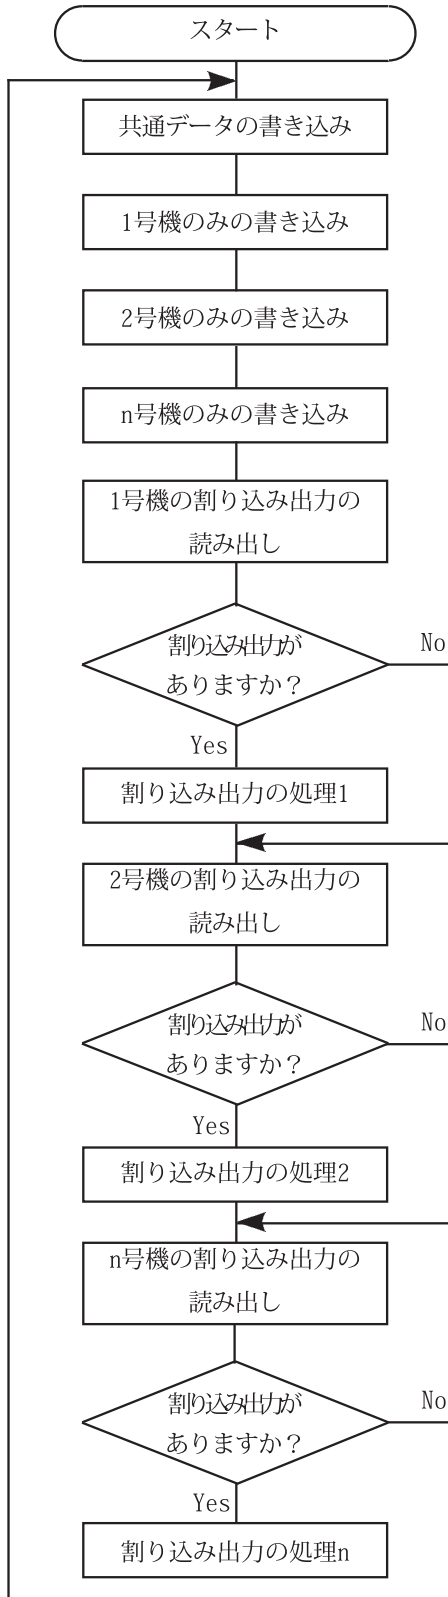 スタート
共通データの書き込み
1号機のみの書き込み
2号機のみの書き込み
n号機のみの書き込み
1号機の割り込み出力の
読み出し
割り込み出力が
ありますか？
No
Yes
割り込み出力の処理1
2号機の割り込み出力の
読み出し
割り込み出力が
ありますか？
No
Yes
割り込み出力の処理2
n号機の割り込み出力の
読み出し
割り込み出力が
ありますか？
No
Yes
割り込み出力の処理n